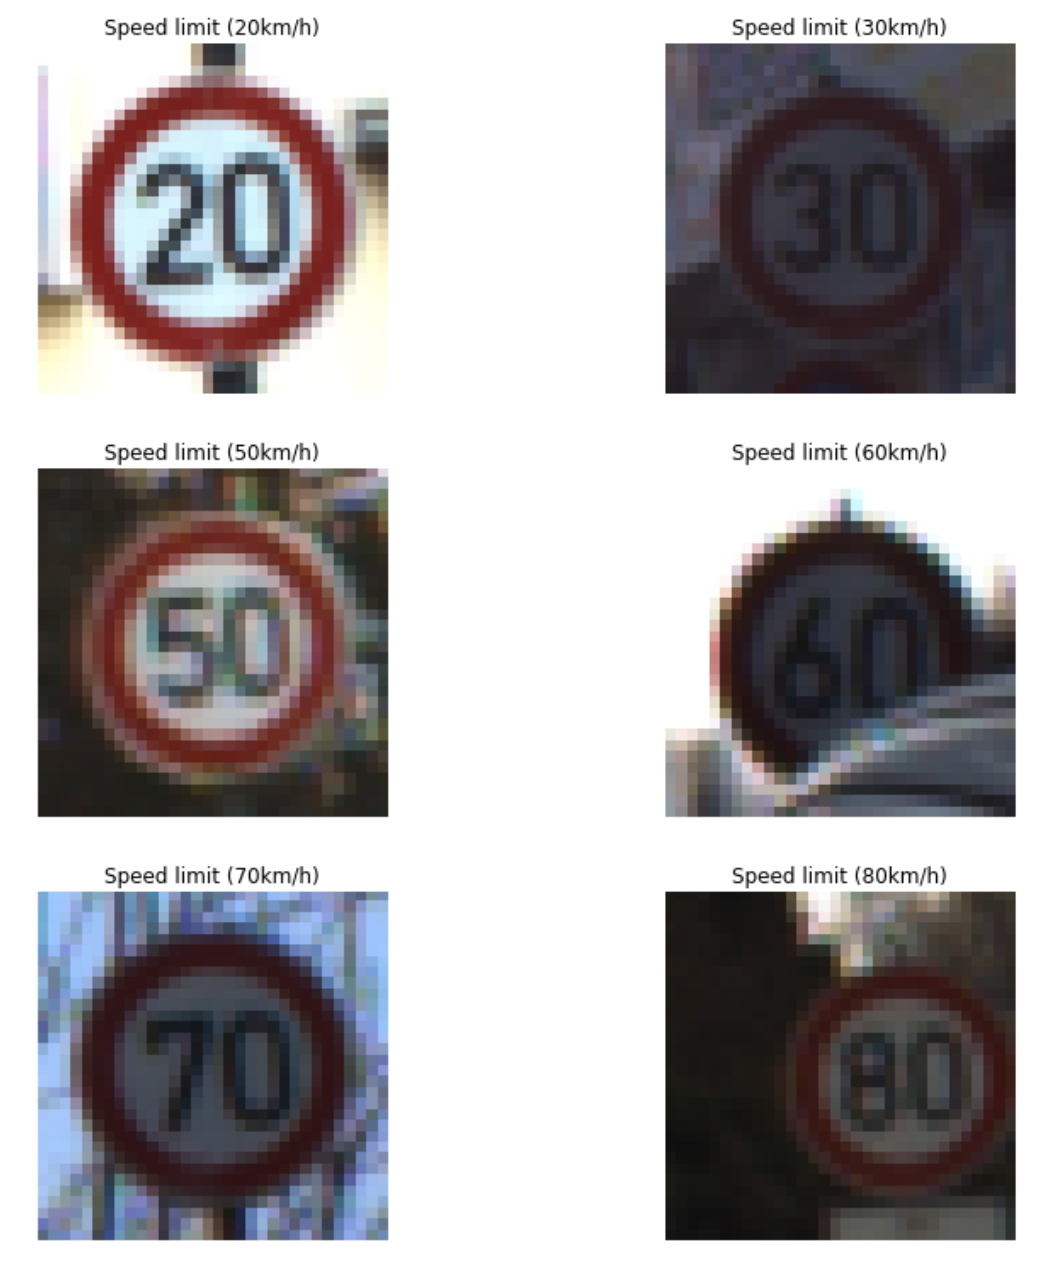 Speed limit (20km/h)
Speed limit (30km/h)
20
30
Speed limit (50km/h)
Speed limit (60km/h)
50
60
Speed limit (70km/h)
Speed limit (80km/h)
70
80